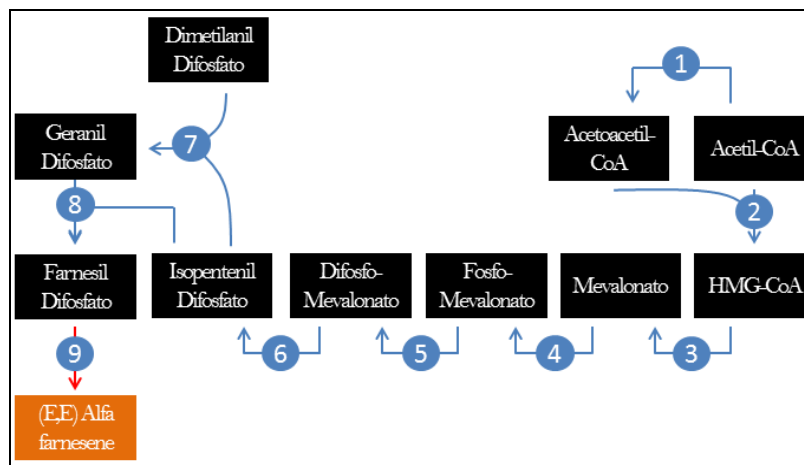 Dimetilanil
Difosfato
1
Geranil
Difosfato
7
Acetoacetil-
CoA
Acetil-CoA
8
2
Farnesil
Difosfato
Isopentenil
Difosfato
Difosfo-
Mevalonato
Fosfo-
Mevalonato
Mevalonato
HMG-CoA
9
6
5
4
3
(E,E) Alfa
farnesene